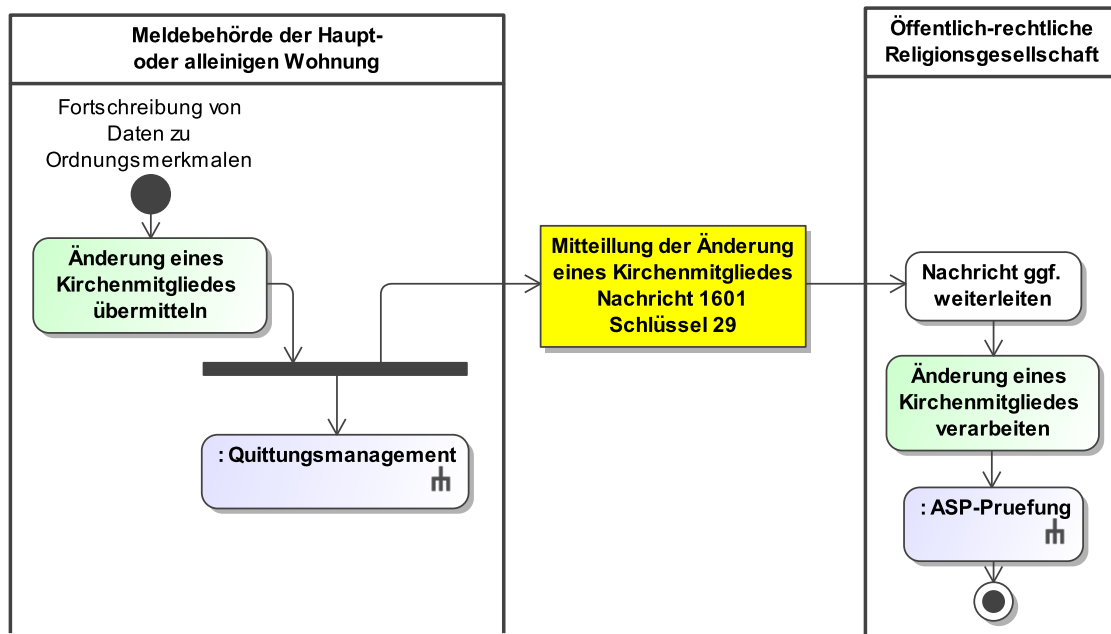 Meldebehörde der Haupt-
oder alleinigen Wohnung
Fortschreibung von
Daten zu
Ordnungsmerkmalen
Änderung eines
Kirchenmitgliedes
übermitteln
: Quittungsmanagement
Mitteillung der Änderung
eines Kirchenmitgliedes
Nachricht 1601
Schlüssel 29
Öffentlich-rechtliche
Religionsgesellschaft
Nachricht ggf.
weiterleiten
Änderung eines
Kirchenmitgliedes
verarbeiten
: ASP-Pruefung